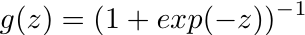 g(z) = (1 + exp(−z))⁻¹